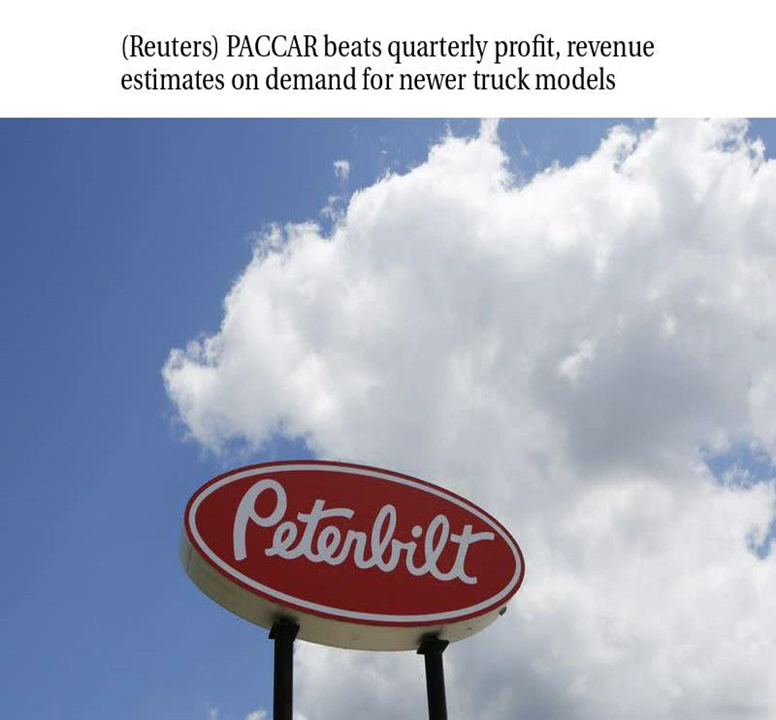 (Reuters) PACCAR beats quarterly profit, revenue
estimates on demand for newer truck models
Peterbilt